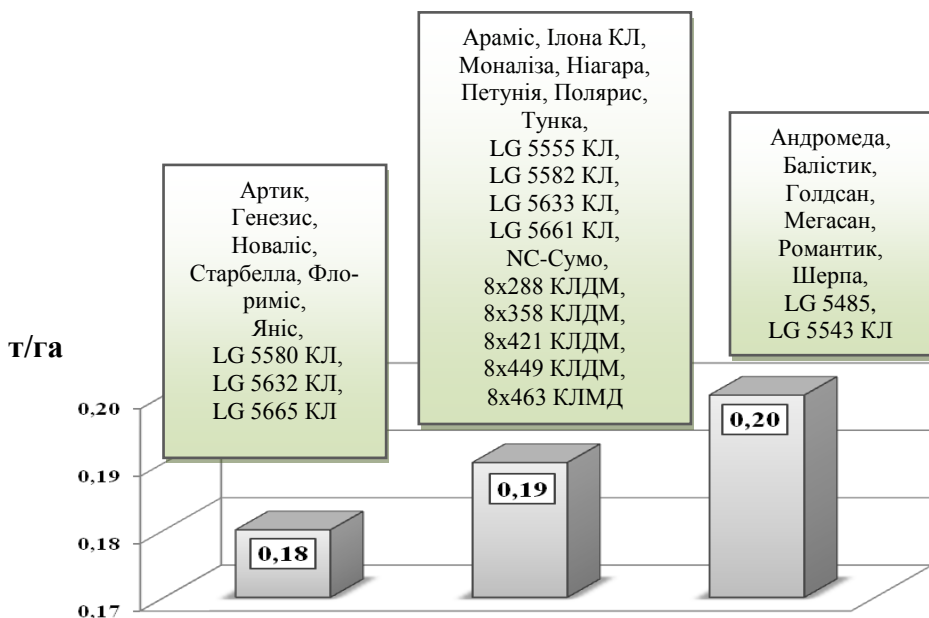 Араміс, Ілона КЛ,
Моналіза, Ніагара,
Петунія, Полярис,
Тунка,
LG 5555 КЛ,
LG 5582 КЛ,
LG 5633 КЛ,
LG 5661 КЛ,
NC-Сумо,
8х288 КЛДМ,
8х358 КЛДМ,
8х421 КЛДМ,
8х449 КЛДМ,
8х463 КЛМД
Андромеда,
Балістик,
Голдсан,
Мегасан,
Романтик,
Шерпа,
LG 5485,
LG 5543 КЛ
Артик,
Генезис,
Новаліс,
Старбелла, Фло-
риміс,
Яніс,
LG 5580 КЛ,
LG 5632 КЛ,
LG 5665 КЛ
т/га
0,20
0,19
0,18
0,17
0,18
0,19
0,20